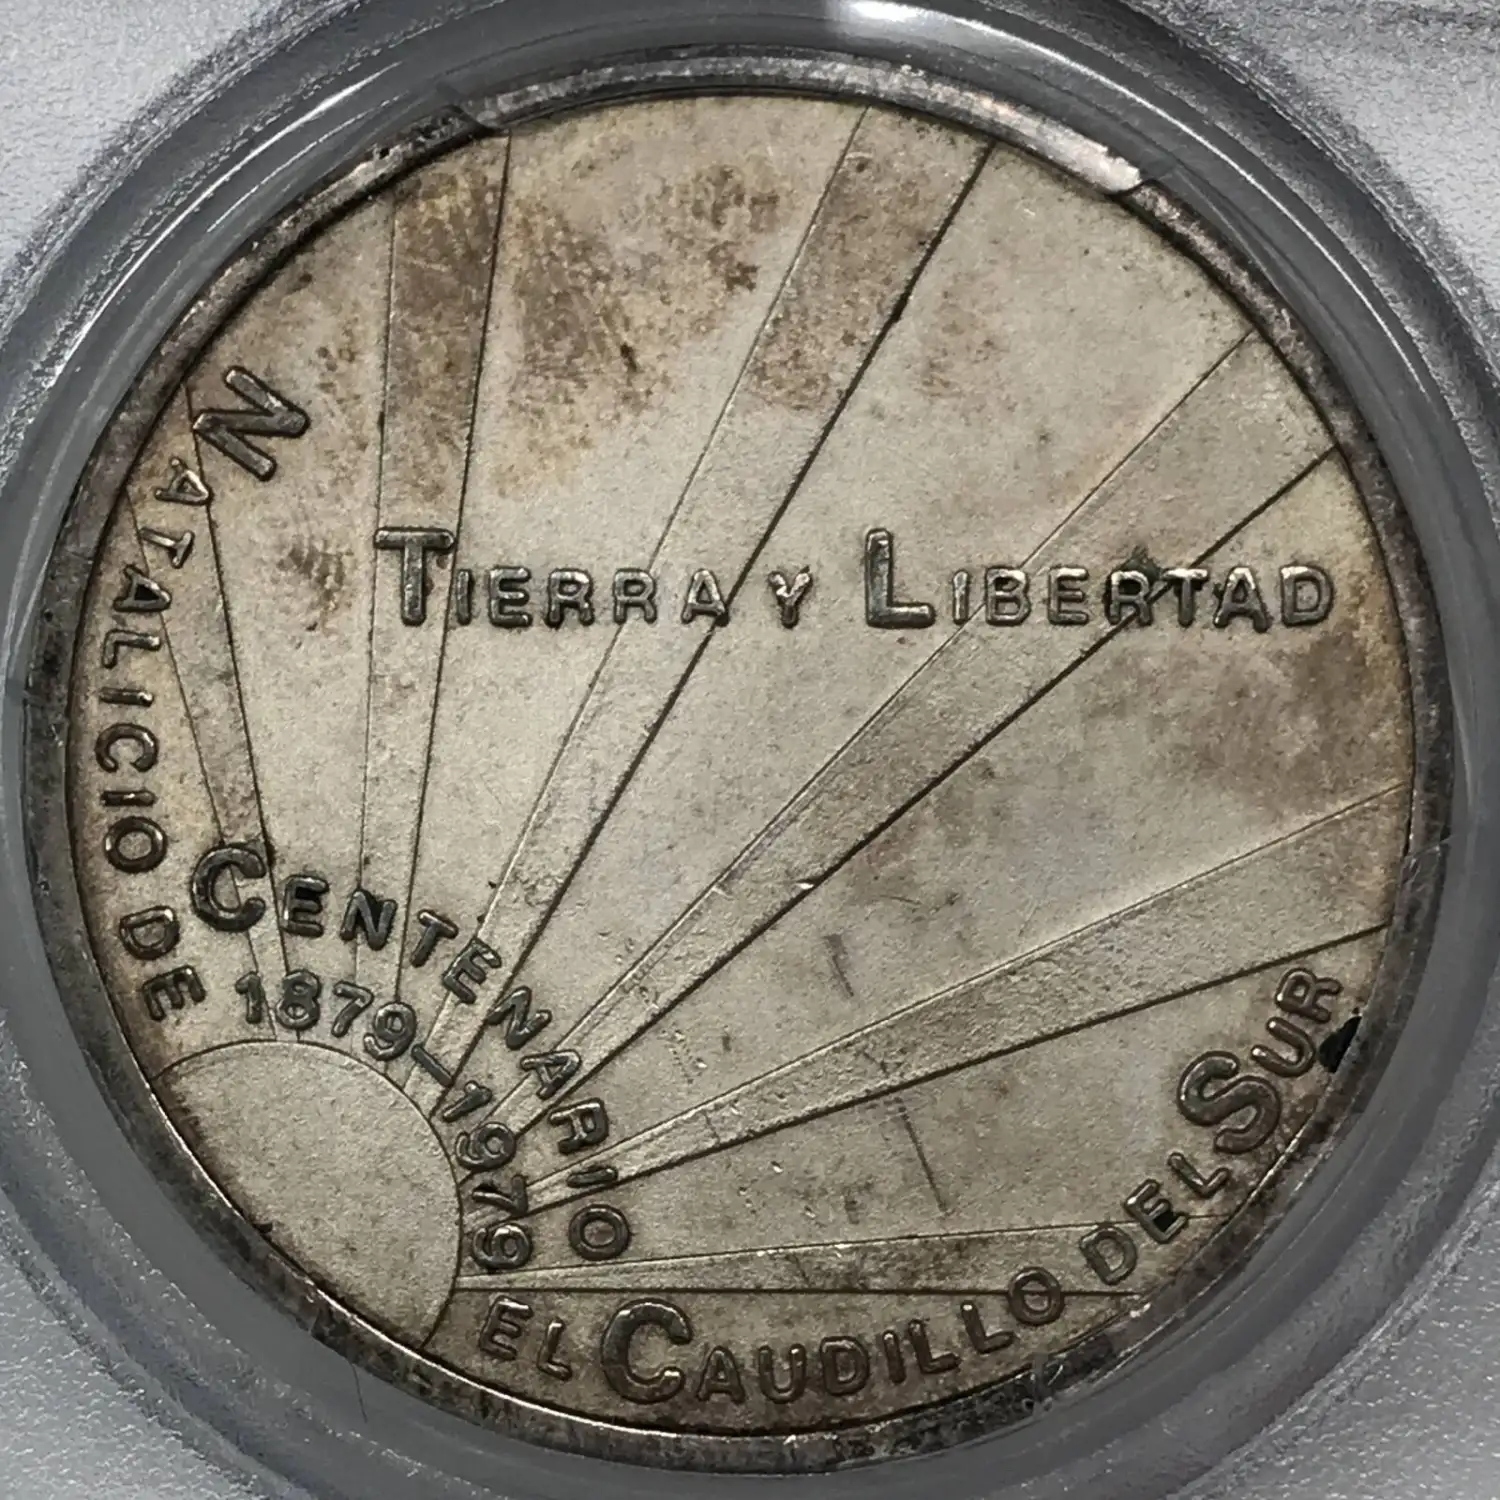 TIERRA Y LIBERTAD
CENTENARIO
1879-1979
NATALICIO DE
EL CAUDILLO DEL SUR